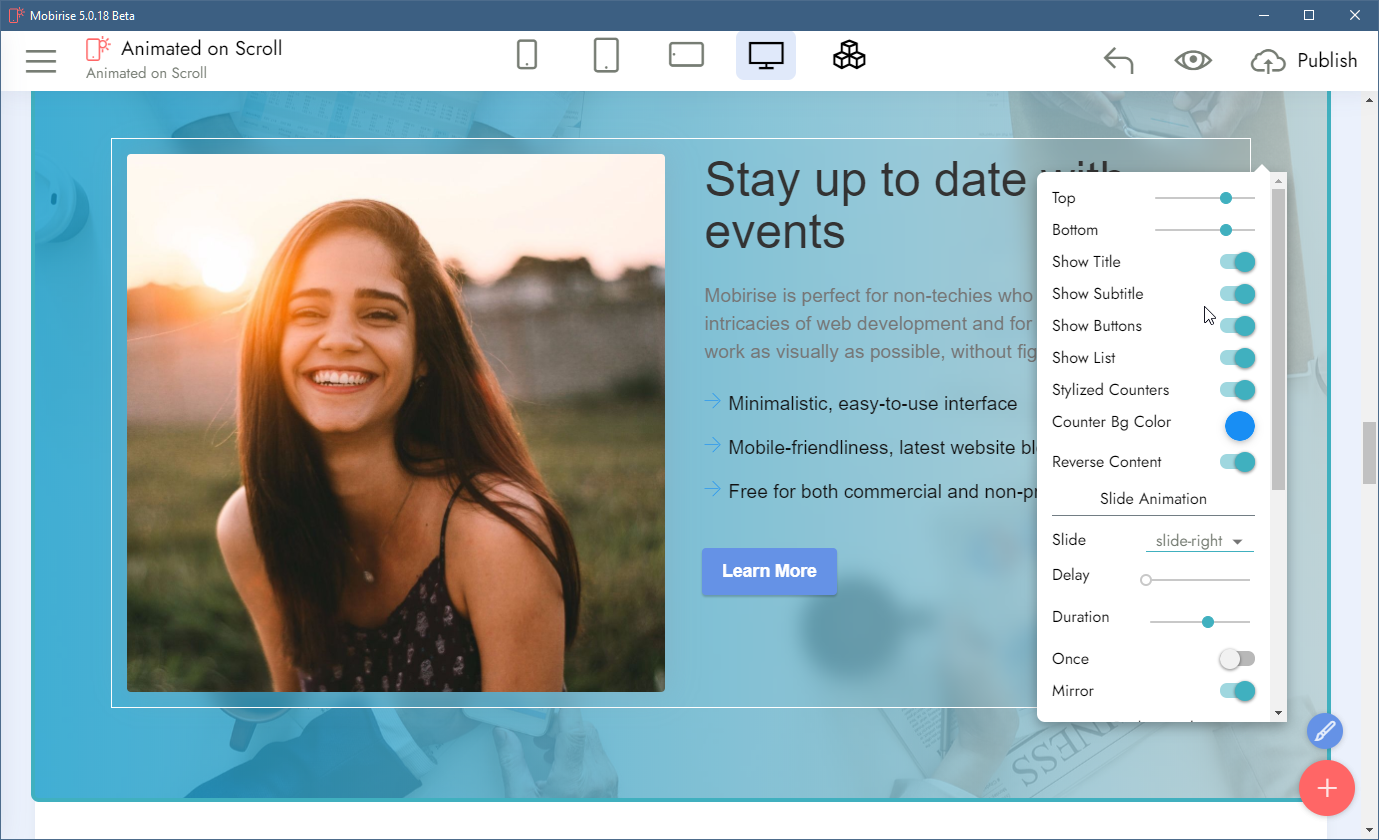 Mobirise 5.0.18 Beta
Animated on Scroll
Animated on Scroll
Publish
Stay up to date with
events
Mobirise is perfect for non-techies who
intricacies of web development and for
work as visually as possible, without fig
Minimalistic, easy-to-use interface
Mobile-friendliness, latest website bl
Free for both commercial and non-pr
Learn More
Top
Bottom
Show Title
Show Subtitle
Show Buttons
Show List
Stylized Counters
Counter Bg Color
Reverse Content
Slide Animation
Slide slide-right
Delay
Duration
Once
Mirror
BUSINESS